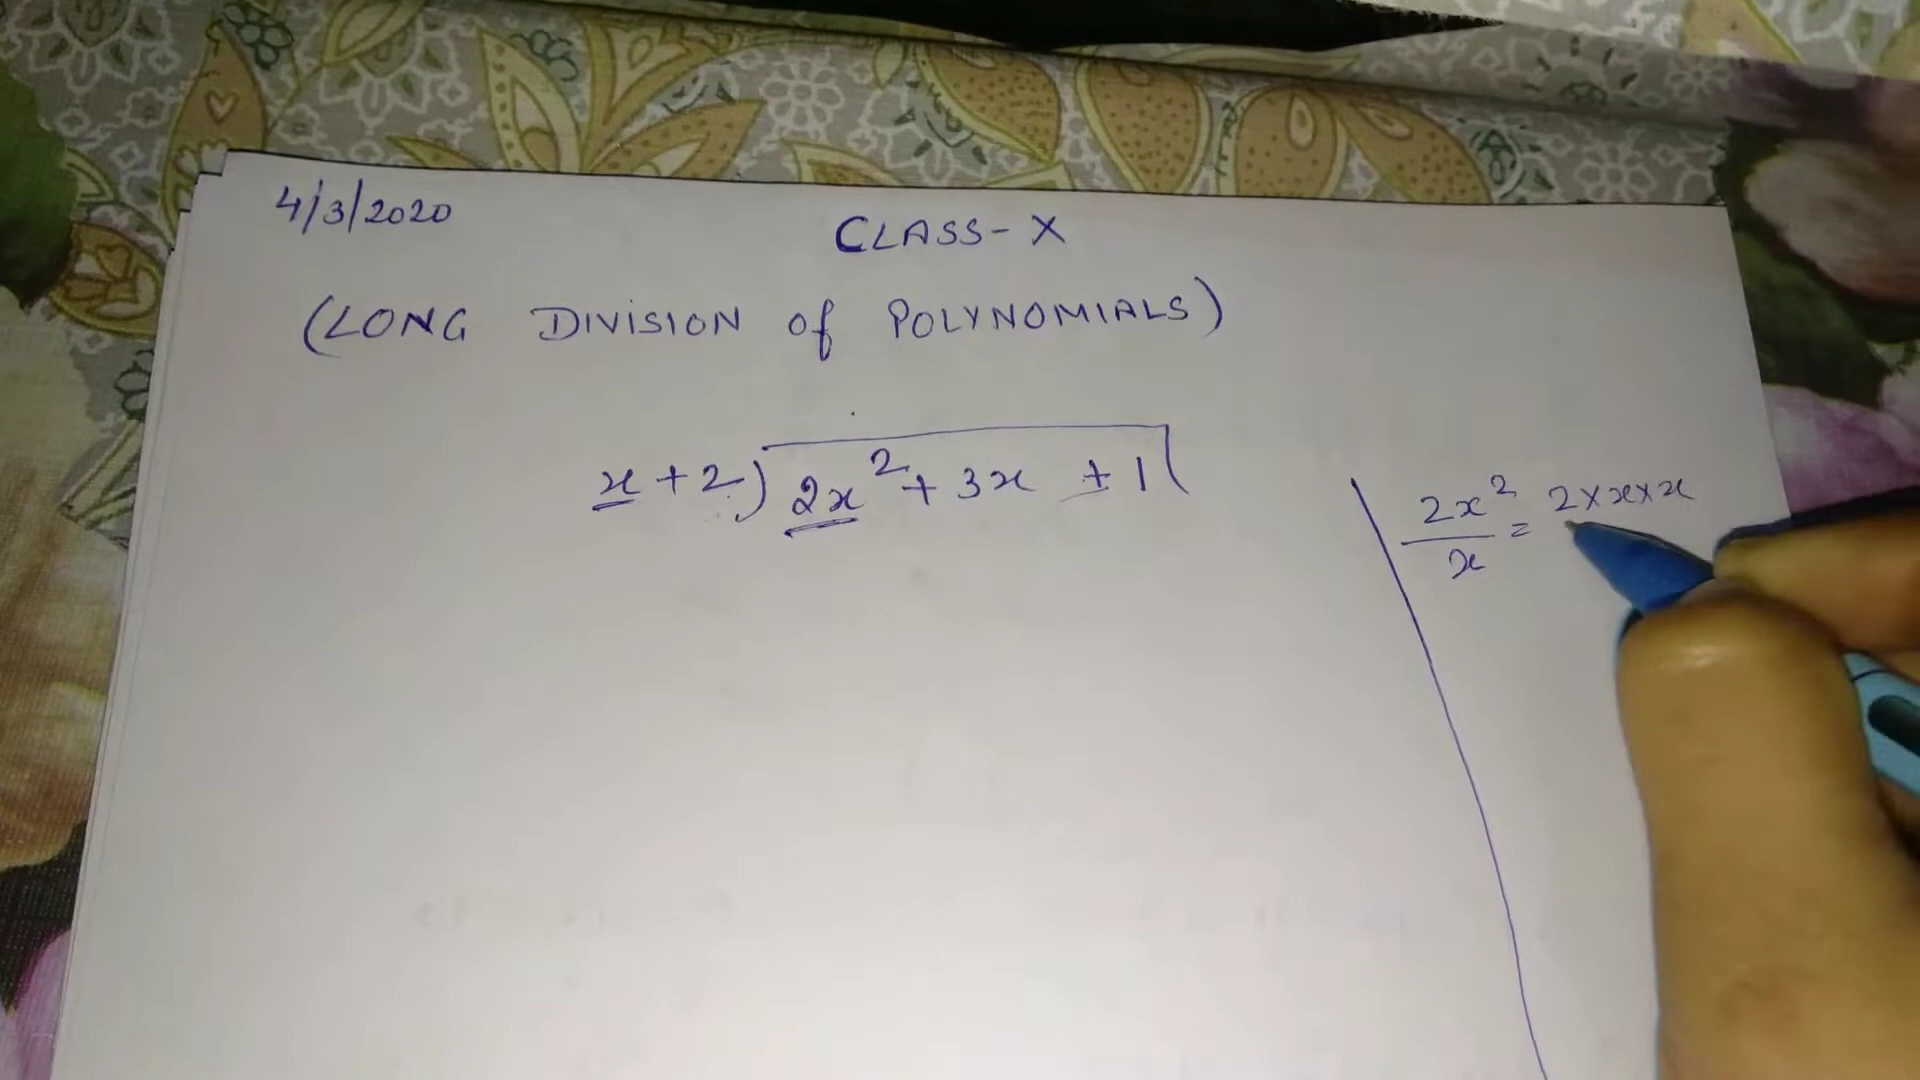 4/3/2020
CLASS-X
(LONG DIVISION of POLYNOMIALS)
x+2) 2x²+3x+1(
2x²/x = 2×x×x